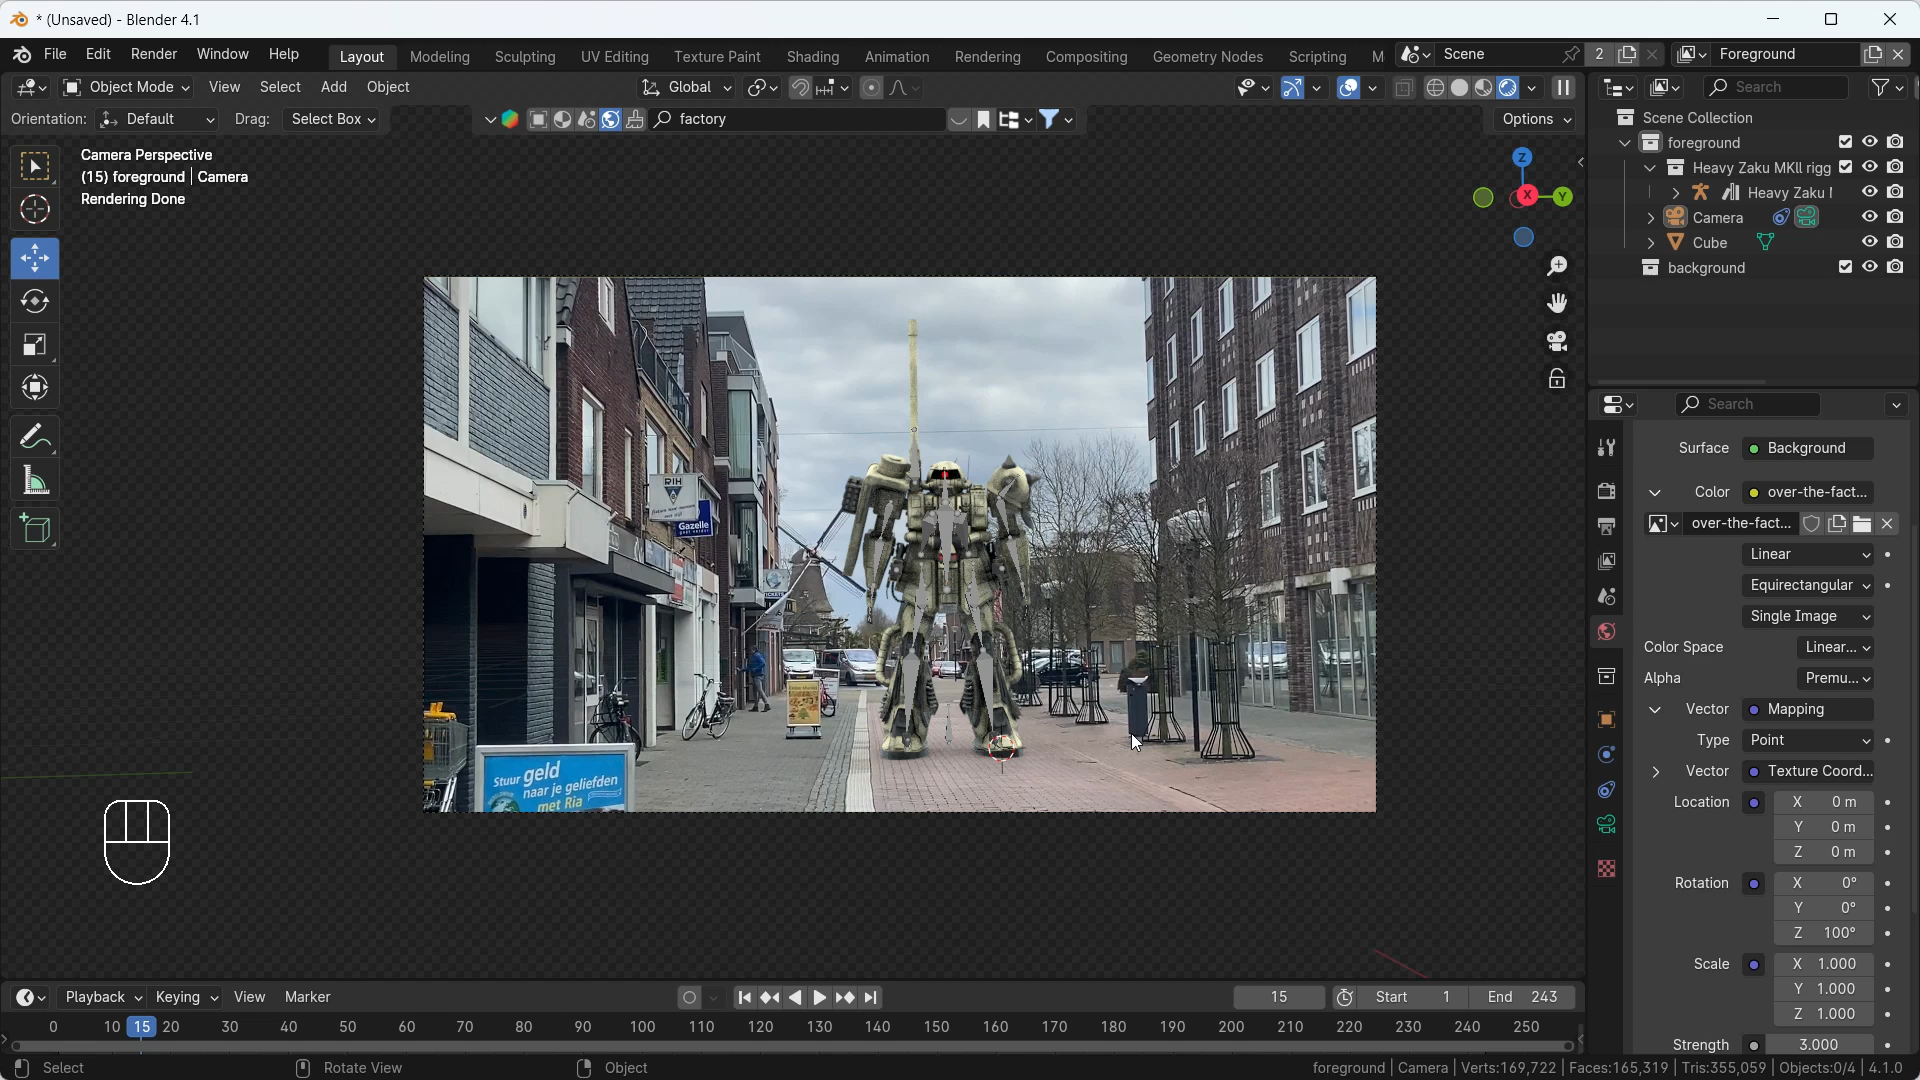 * (Unsaved) - Blender 4.1
File Edit Render Window Help Layout Modeling Sculpting UV Editing Texture Paint Shading Animation Rendering Compositing Geometry Nodes Scripting M Scene 2 Foreground
Object Mode View Select Add Object Global Search
Orientation: Default Drag: Select Box factory Options
Camera Perspective
(15) foreground | Camera
Rendering Done
Z
X
Y
Scene Collection
foreground
Heavy Zaku MKll rigg
Heavy Zaku
Camera
Cube
background
Search
Surface Background
Color over-the-fact...
over-the-fact...
Linear
Equirectangular
Single Image
Color Space Linear...
Alpha Premu...
Vector Mapping
Type Point
Vector Texture Coord...
Location X 0 m
Y 0 m
Z 0 m
Rotation X 0°
Y 0°
Z 100°
Scale X 1.000
Y 1.000
Z 1.000
Strength 3.000
RIH
Gazelle
Stuur geld
naar je geliefden
met Ria
Playback Keying View Marker 15 Start 1 End 243
0 10 15 20 30 40 50 60 70 80 90 100 110 120 130 140 150 160 170 180 190 200 210 220 230 240 250
Select Rotate View Object foreground | Camera | Verts:169,722 | Faces:165,319 | Tris:355,059 | Objects:0/4 | 4.1.0